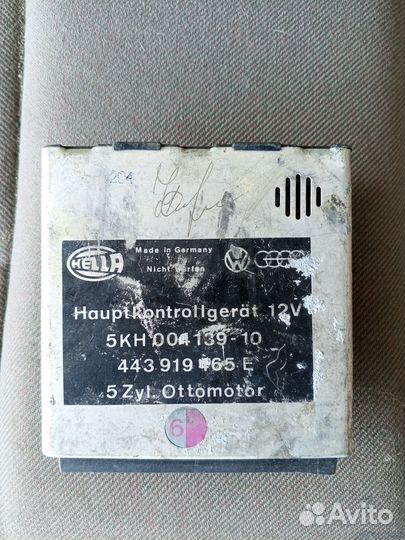 204
HELLA
Made in Germany
Nicht werfen
Hauptkontrollgerät 12V
5KH 004 139-10
443 919 465 E
5 Zyl. Ottomotor
6
Avito